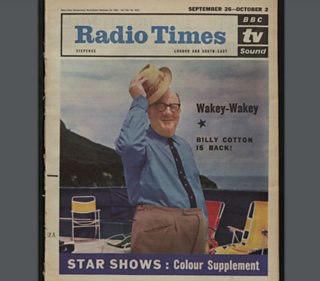 SEPTEMBER 26—OCTOBER 2
Radio Times
BBC
tv
Sound
SIXPENCE
LONDON AND SOUTH-EAST
Wakey-Wakey
★
BILLY COTTON
IS BACK!
STAR SHOWS : Colour Supplement